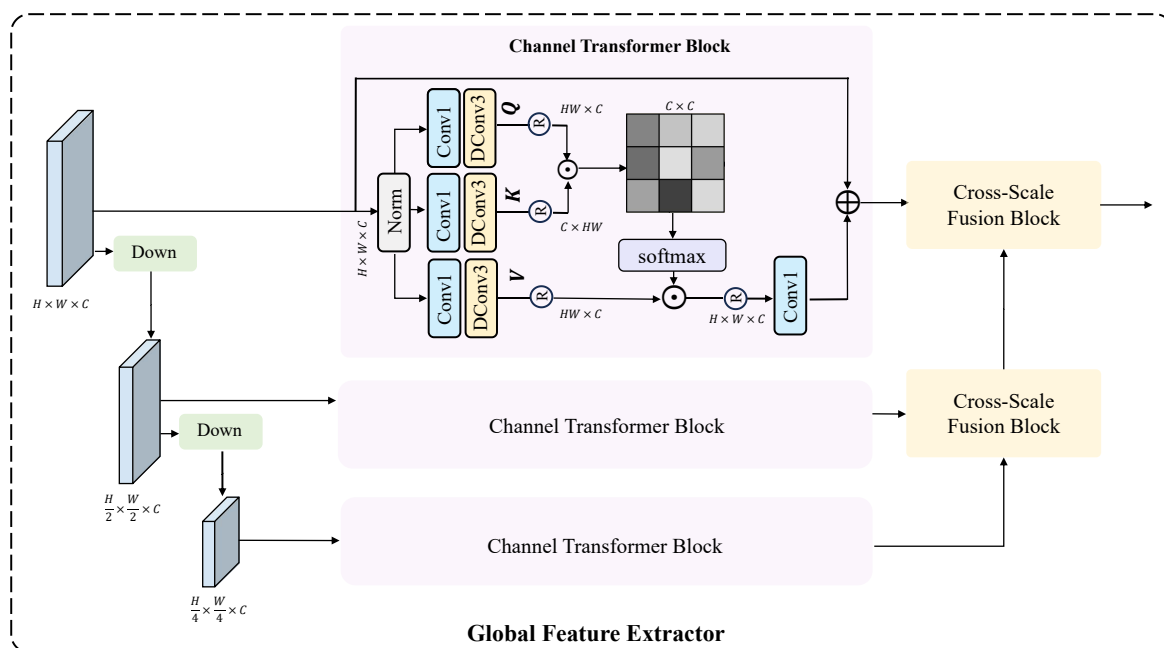 Channel Transformer Block
Conv1
DConv3
Q
R
HW × C
C × C
Norm
H × W × C
Conv1
DConv3
K
R
C × HW
softmax
Conv1
DConv3
V
R
HW × C
R
H × W × C
Conv1
Cross-Scale
Fusion Block
Down
H × W × C
Channel Transformer Block
Cross-Scale
Fusion Block
Down
H/2 × W/2 × C
Channel Transformer Block
H/4 × W/4 × C
Global Feature Extractor